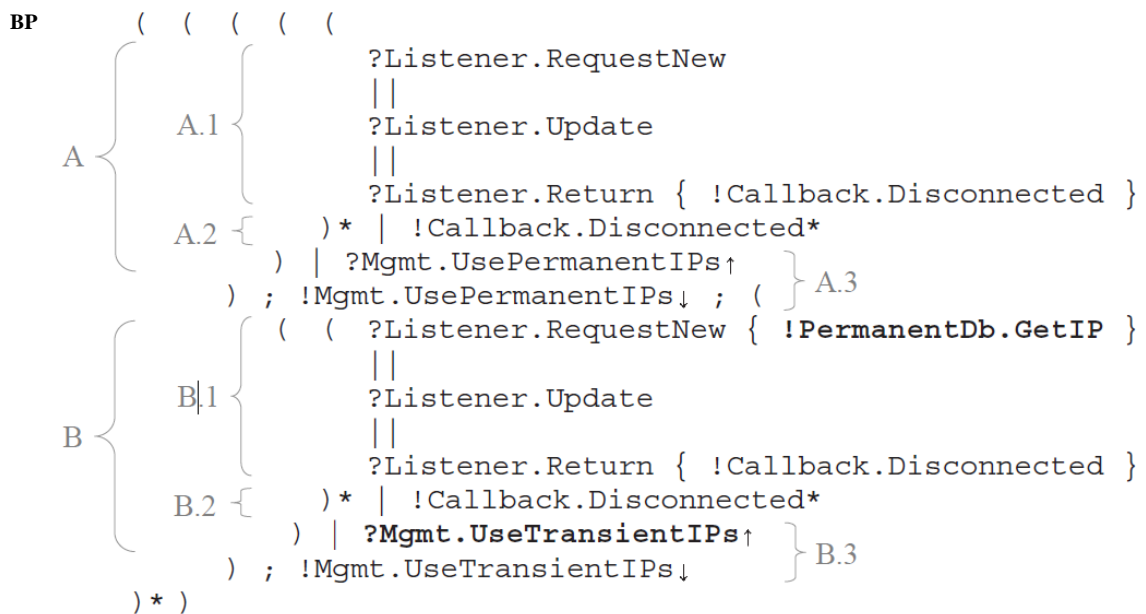 BP ( ( ( ( (
?Listener.RequestNew
||
A.1 ?Listener.Update
A ||
?Listener.Return { !Callback.Disconnected }
A.2 )* | !Callback.Disconnected*
) | ?Mgmt.UsePermanentIPs↑
A.3
) ; !Mgmt.UsePermanentIPs↓ ; (
( ( ?Listener.RequestNew { !PermanentDb.GetIP }
||
B.1 ?Listener.Update
B ||
?Listener.Return { !Callback.Disconnected }
B.2 )* | !Callback.Disconnected*
) | ?Mgmt.UseTransientIPs↑
B.3
) ; !Mgmt.UseTransientIPs↓
)* )